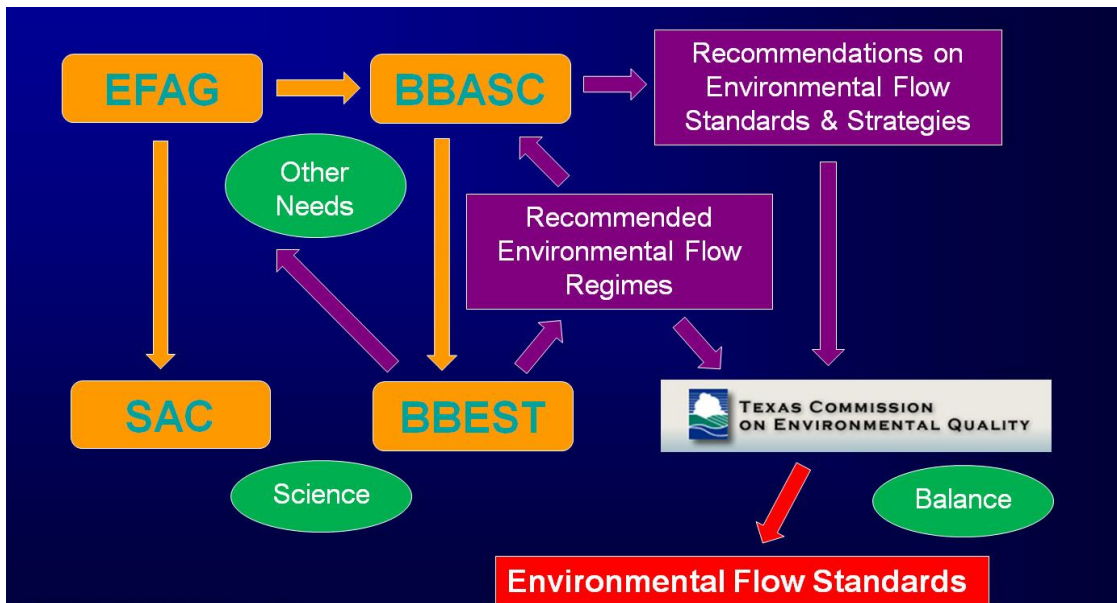 EFAG
BBASC
Recommendations on
Environmental Flow
Standards & Strategies
Other
Needs
Recommended
Environmental Flow
Regimes
SAC
BBEST
TEXAS COMMISSION
ON ENVIRONMENTAL QUALITY
Science
Balance
Environmental Flow Standards